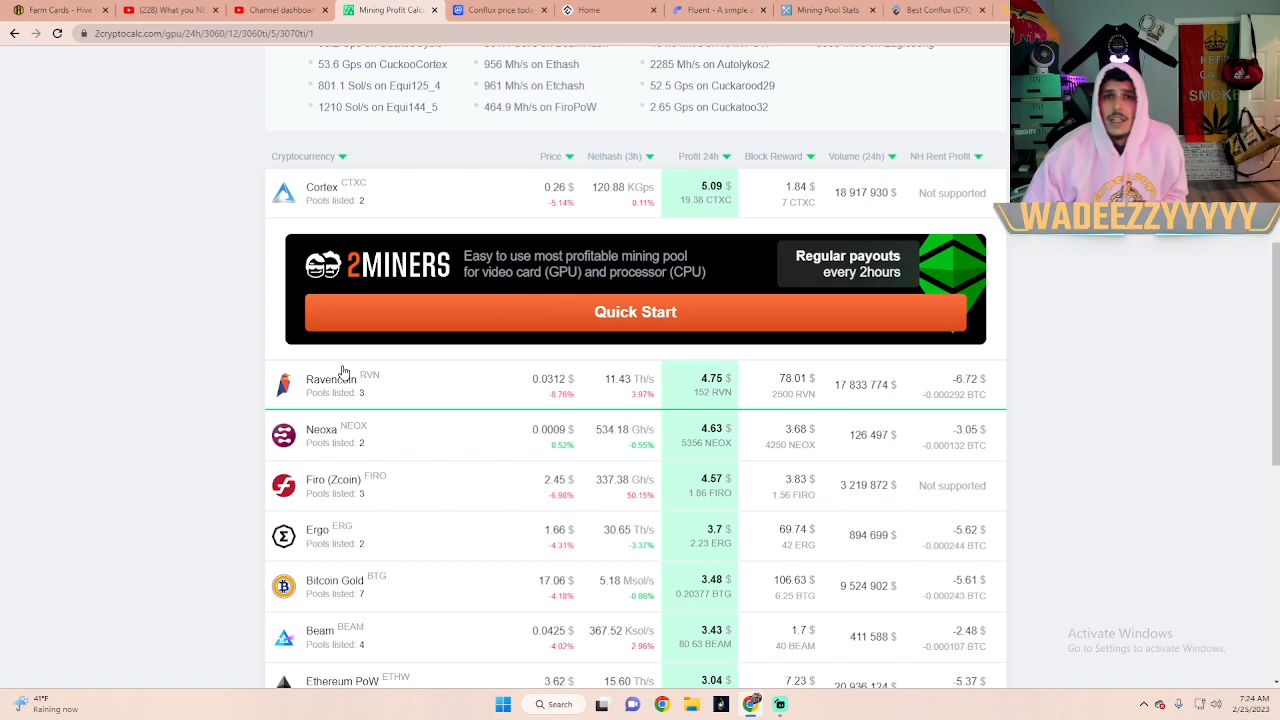 Farm Cards - Hive
(2) WAD
(2) YouTube
WhatToMine - GPU
2CryptoCalc Mining Profit Calc
Conflux price to
Home
Fluent - U
Mining Pool Stats
Best Conflux (CFX)
2cryptocalc.com/gpu/24h/3060/12/3060ti/5/3070ti/1
53.6 Gps on CuckooCortex
956 Mh/s on Ethash
2285 Mh/s on Autolykos2
801.1 Sol/s on Equi125_4
961 Mh/s on Etchash
52.5 Gps on Cuckarood29
1210 Sol/s on Equi144_5
464.9 Mh/s on FiroPoW
2.65 Gps on Cuckatoo32
KEEP
CALM
SMOKE
WADEEZZYYYYY
Cryptocurrency Price Nethash (3h) Profit 24h Block Reward Volume (24h) NH Rent Profit
Cortex CTXC 0.26 $ 120.88 KGps 5.09 $ 1.84 $ 18 917 930 $ Not supported
Pools listed: 2 -5.14% 0.11% 19.38 CTXC 7 CTXC
2MINERS
Easy to use most profitable mining pool
for video card (GPU) and processor (CPU)
Regular payouts
every 2hours
Quick Start
Ravencoin RVN 0.0312 $ 11.43 Th/s 4.75 $ 78.01 $ 17 833 774 $ -6.72 $
Pools listed: 3 -8.76% 3.97% 152 RVN 2500 RVN -0.000292 BTC
Neoxa NEOX 0.0009 $ 534.18 Gh/s 4.63 $ 3.68 $ 126 497 $ -3.05 $
Pools listed: 2 0.52% -0.55% 5356 NEOX 4250 NEOX -0.000132 BTC
Firo (Zcoin) FIRO 2.45 $ 337.38 Gh/s 4.57 $ 3.83 $ 3 219 872 $ Not supported
Pools listed: 3 -6.98% 50.15% 1.86 FIRO 1.56 FIRO
Ergo ERG 1.66 $ 30.65 Th/s 3.7 $ 69.74 $ 894 699 $ -5.62 $
Pools listed: 2 -4.31% -3.37% 2.23 ERG 42 ERG -0.000244 BTC
Bitcoin Gold BTG 17.06 $ 5.18 Msol/s 3.48 $ 106.63 $ 9 524 902 $ -5.61 $
Pools listed: 7 -4.18% -0.86% 0.20377 BTG 6.25 BTG -0.000243 BTC
Beam BEAM 0.0425 $ 367.52 Ksol/s 3.43 $ 1.7 $ 411 588 $ -2.48 $
Pools listed: 4 -4.02% 2.96% 80.63 BEAM 40 BEAM -0.000107 BTC
Ethereum PoW ETHW 3.62 $ 15.60 Th/s 3.04 $ 7.23 $ 20 936 124 $ -5.37 $
Activate Windows
Go to Settings to activate Windows.
Raining now
Search